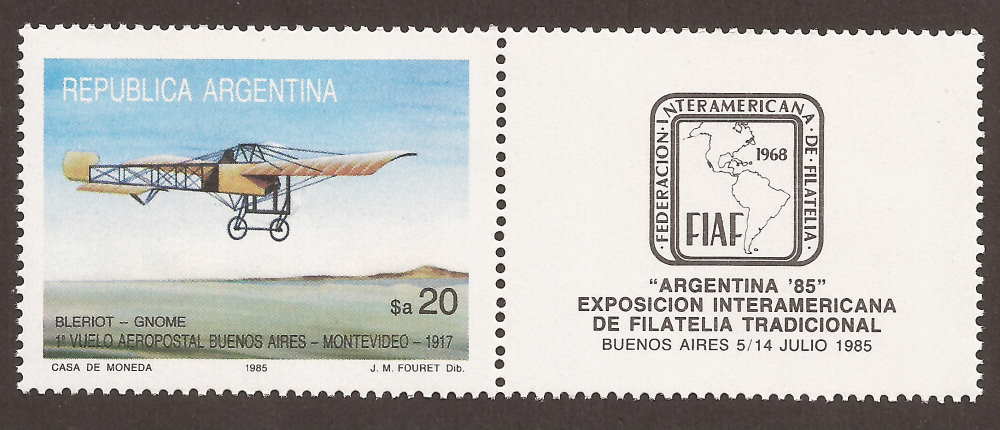 REPUBLICA ARGENTINA
$a 20
BLERIOT - GNOME
1º VUELO AEROPOSTAL BUENOS AIRES - MONTEVIDEO - 1917
CASA DE MONEDA 1985 J. M. FOURET Dib.
FEDERACION · INTERAMERICANA · DE · FILATELIA ·
1968
FIAF
"ARGENTINA '85"
EXPOSICION INTERAMERICANA
DE FILATELIA TRADICIONAL
BUENOS AIRES 5/14 JULIO 1985